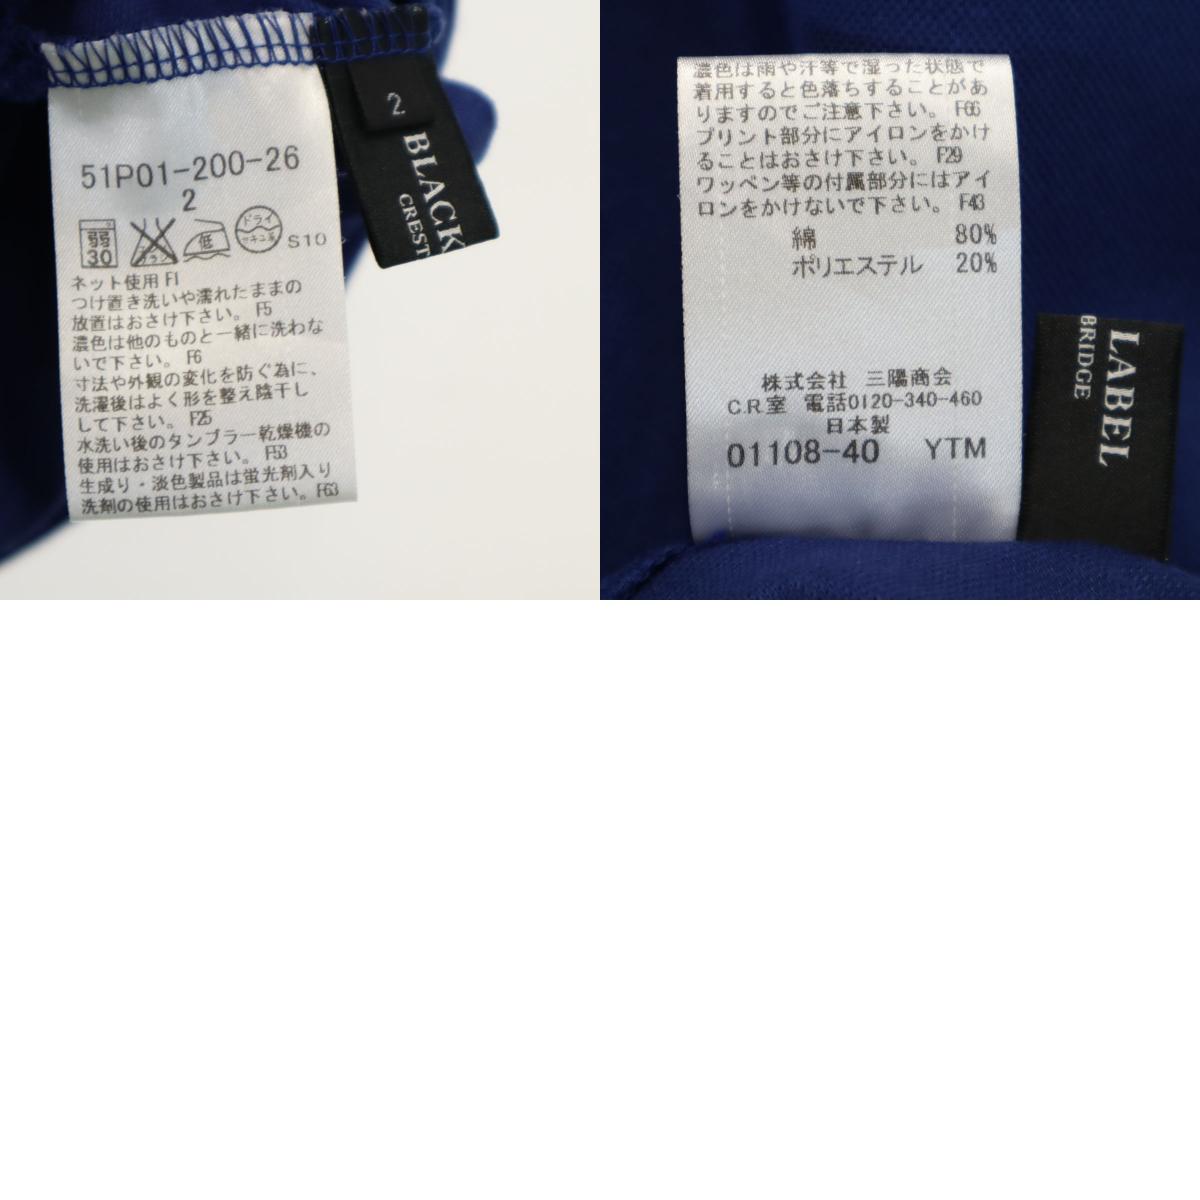 51P01-200-26
2
弱
30
低
ドライ
S10
ネット使用 F1
つけ置き洗いや濡れたままの
放置はおさけ下さい。 F5
濃色は他のものと一緒に洗わな
いで下さい。 F6
寸法や外観の変化を防ぐ為に、
洗濯後はよく形を整え陰干し
して下さい。 F25
水洗い後のタンブラー乾燥機の
使用はおさけ下さい。 F53
生成り・淡色製品は蛍光剤入り
洗剤の使用はおさけ下さい。 F63
2
BLACK
CREST
濃色は雨や汗等で湿った状態で
着用すると色落ちすることがあ
りますのでご注意下さい。 F66
プリント部分にアイロンをかけ
ることはおさけ下さい。 F29
ワッペン等の付属部分にはアイ
ロンをかけないで下さい。 F43
綿 80%
ポリエステル 20%
株式会社 三陽商会
C.R.室 電話0120-340-460
日本製
01108-40 YTM
LABEL
BRIDGE